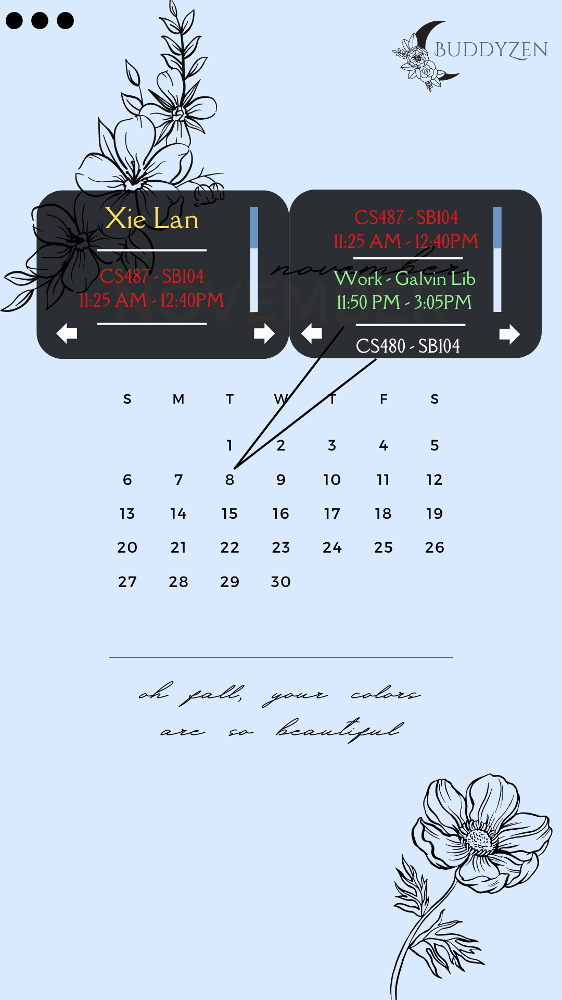 BUDDYZEN
Xie Lan
CS487 - SB104
11:25 AM - 12:40PM
CS487 - SB104
11:25 AM - 12:40PM
Work - Galvin Lib
11:50 PM - 3:05PM
CS480 - SB104
november
NOVEMBER
S M T W T F S
1 2 3 4 5
6 7 8 9 10 11 12
13 14 15 16 17 18 19
20 21 22 23 24 25 26
27 28 29 30
oh fall, your colors
are so beautiful